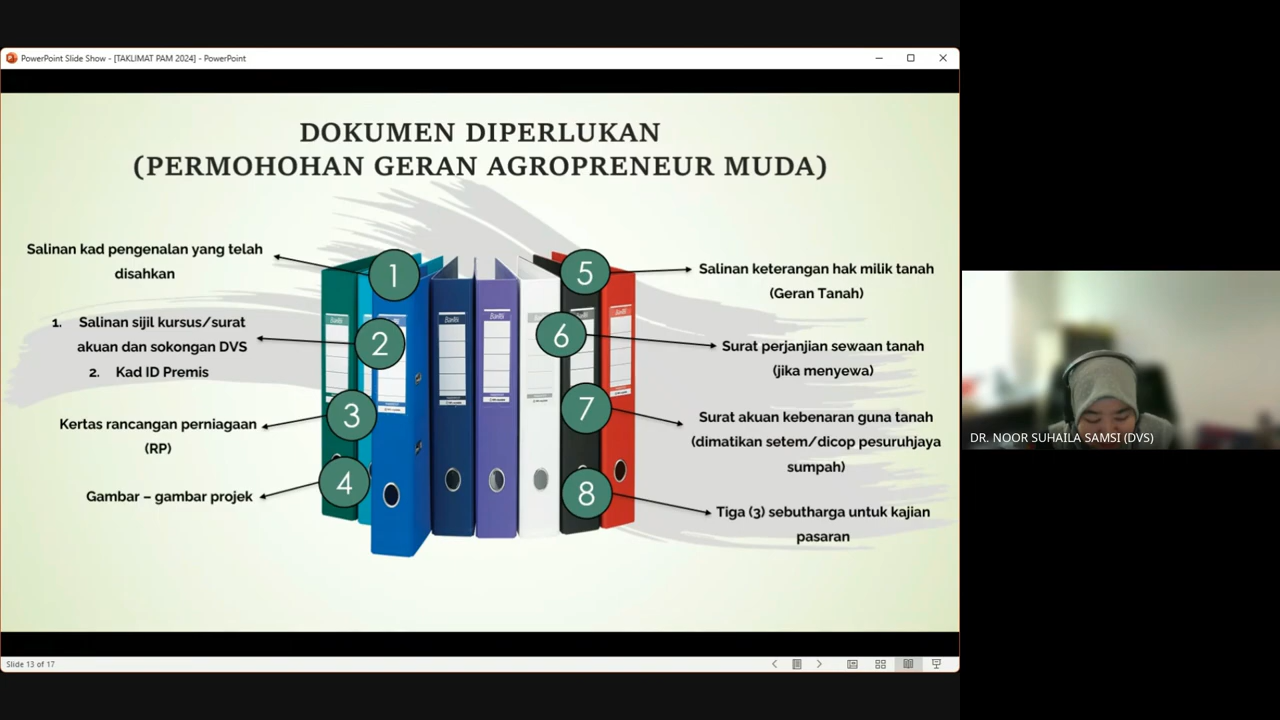 PowerPoint Slide Show - [TAKLIMAT PAM 2024] - PowerPoint
DOKUMEN DIPERLUKAN
(PERMOHOHAN GERAN AGROPRENEUR MUDA)
Salinan kad pengenalan yang telah
disahkan
1. Salinan sijil kursus/surat
akuan dan sokongan DVS
2. Kad ID Premis
Kertas rancangan perniagaan
(RP)
Gambar – gambar projek
1
2
3
4
5
6
7
8
Salinan keterangan hak milik tanah
(Geran Tanah)
Surat perjanjian sewaan tanah
(jika menyewa)
Surat akuan kebenaran guna tanah
(dimatikan setem/dicop pesuruhjaya
sumpah)
Tiga (3) sebutharga untuk kajian
pasaran
DR. NOOR SUHAILA SAMSI (DVS)
Slide 13 of 17